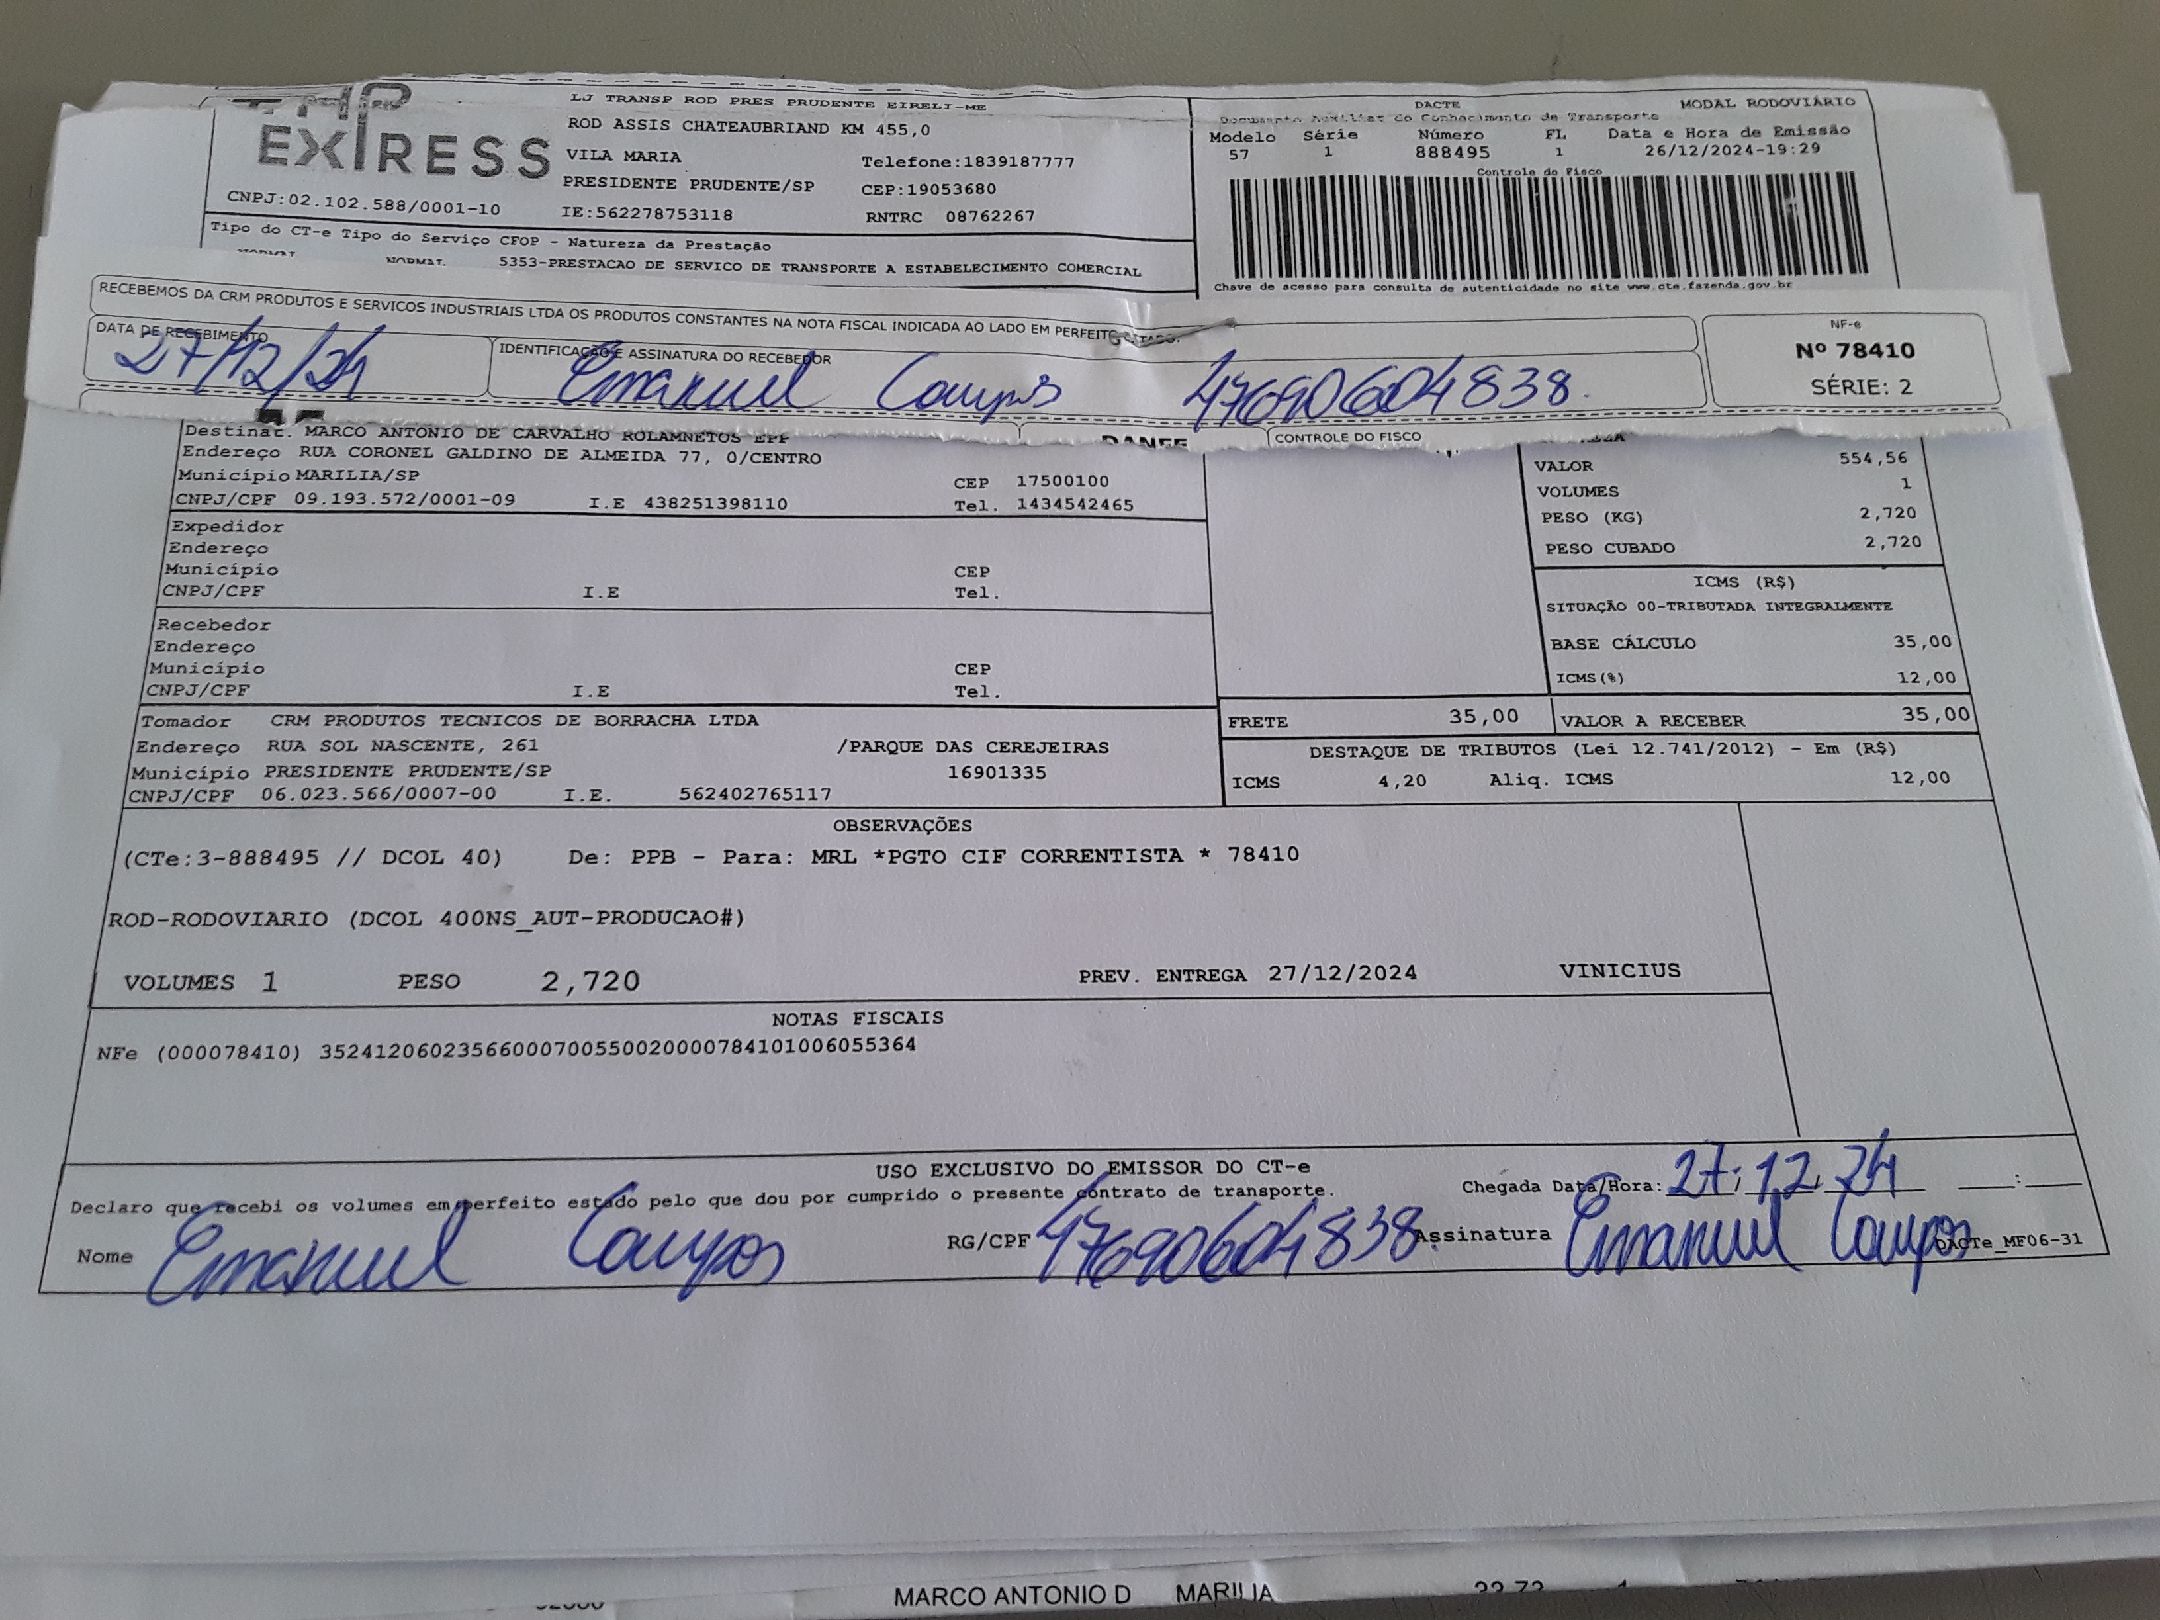 EXPRESS
LJ TRANSP ROD PRES PRUDENTE EIRELI-ME
ROD ASSIS CHATEAUBRIAND KM 455,0
VILA MARIA Telefone:1839187777
PRESIDENTE PRUDENTE/SP CEP:19053680
CNPJ:02.102.588/0001-10 IE:562278753118 RNTRC 08762267
DACTE MODAL RODOVIÁRIO
Documento Auxiliar do Conhecimento de Transporte
Modelo Série Número FL Data e Hora de Emissão
57 1 888495 1 26/12/2024-19:29
Controle do Fisco
Chave de acesso para consulta de autenticidade no site www.cte.fazenda.gov.br
Tipo do CT-e Tipo do Serviço CFOP - Natureza da Prestação
NORMAL NORMAL 5353-PRESTACAO DE SERVICO DE TRANSPORTE A ESTABELECIMENTO COMERCIAL
RECEBEMOS DA CRM PRODUTOS E SERVICOS INDUSTRIAIS LTDA OS PRODUTOS CONSTANTES NA NOTA FISCAL INDICADA AO LADO EM PERFEITO ESTADO.
DATA DE RECEBIMENTO IDENTIFICAÇÃO E ASSINATURA DO RECEBEDOR
27/12/24 Emanuel Campos 47690604838.
NF-e
Nº 78410
SÉRIE: 2
DANFE CONTROLE DO FISCO
Destinat. MARCO ANTONIO DE CARVALHO ROLAMNETOS EPP
Endereço RUA CORONEL GALDINO DE ALMEIDA 77, 0/CENTRO
Município MARILIA/SP CEP 17500100
CNPJ/CPF 09.193.572/0001-09 I.E 438251398110 Tel. 1434542465
VALOR 554,56
VOLUMES 1
PESO (KG) 2,720
PESO CUBADO 2,720
Expedidor
Endereço
Município CEP
CNPJ/CPF I.E Tel.
ICMS (R$)
SITUAÇÃO 00-TRIBUTADA INTEGRALMENTE
BASE CÁLCULO 35,00
ICMS(%) 12,00
Recebedor
Endereço
Município CEP
CNPJ/CPF I.E Tel.
Tomador CRM PRODUTOS TECNICOS DE BORRACHA LTDA
Endereço RUA SOL NASCENTE, 261 /PARQUE DAS CEREJEIRAS
Município PRESIDENTE PRUDENTE/SP 16901335
CNPJ/CPF 06.023.566/0007-00 I.E. 562402765117
FRETE 35,00 VALOR A RECEBER 35,00
DESTAQUE DE TRIBUTOS (Lei 12.741/2012) - Em (R$)
ICMS 4,20 Aliq. ICMS 12,00
OBSERVAÇÕES
(CTe:3-888495 // DCOL 40) De: PPB - Para: MRL *PGTO CIF CORRENTISTA * 78410
ROD-RODOVIARIO (DCOL 400NS_AUT-PRODUCAO#)
VOLUMES 1 PESO 2,720 PREV. ENTREGA 27/12/2024 VINICIUS
NOTAS FISCAIS
NFe (000078410) 35241206023566000700550020000784101006055364
USO EXCLUSIVO DO EMISSOR DO CT-e
Declaro que recebi os volumes em perfeito estado pelo que dou por cumprido o presente contrato de transporte. Chegada Data/Hora: 27.12.24 :
Nome Emanuel Campos RG/CPF 47690604838. Assinatura Emanuel Campos
DACTe_MF06-31
MARCO ANTONIO D MARILIA